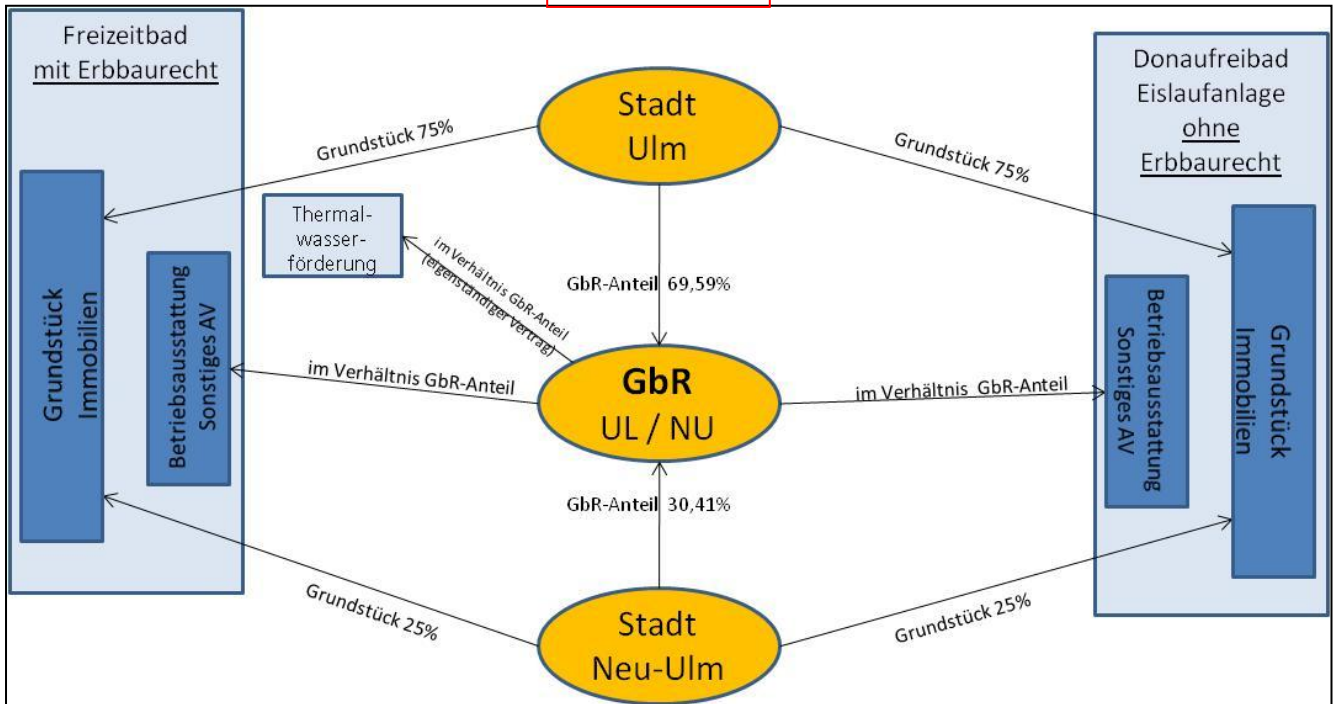 Freizeitbad
mit Erbbaurecht
Grundstück
Immobilien
Betriebsausstattung
Sonstiges AV
Thermal-
wasser-
förderung
Grundstück 75%
Stadt
Ulm
Grundstück 75%
im Verhältnis GbR-Anteil
(eigenständiger Vertrag)
GbR-Anteil 69,59%
im Verhältnis GbR-Anteil
GbR
UL / NU
im Verhältnis GbR-Anteil
GbR-Anteil 30,41%
Grundstück 25%
Stadt
Neu-Ulm
Grundstück 25%
Donaufreibad
Eislaufanlage
ohne
Erbbaurecht
Betriebsausstattung
Sonstiges AV
Grundstück
Immobilien